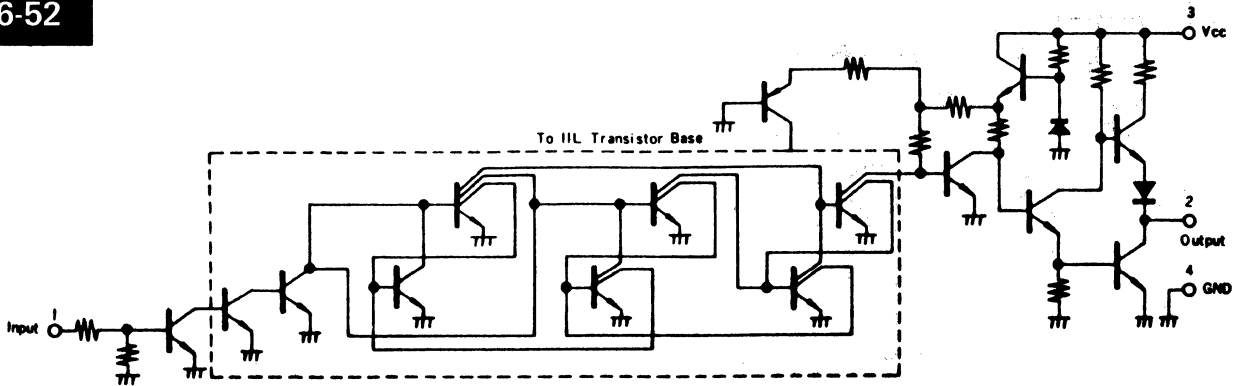 6-52
3
Vcc
To IIL Transistor Base
2
Output
4
GND
1
Input